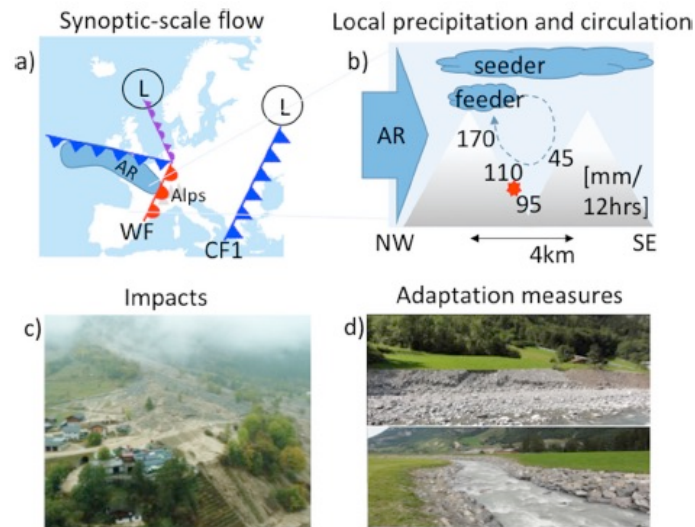 Synoptic-scale flow
Local precipitation and circulation
a)
L
L
AR
Alps
WF
CF1
b)
seeder
feeder
AR
170
110
45
[mm/
95
12hrs]
NW
SE
4km
Impacts
Adaptation measures
c)
d)